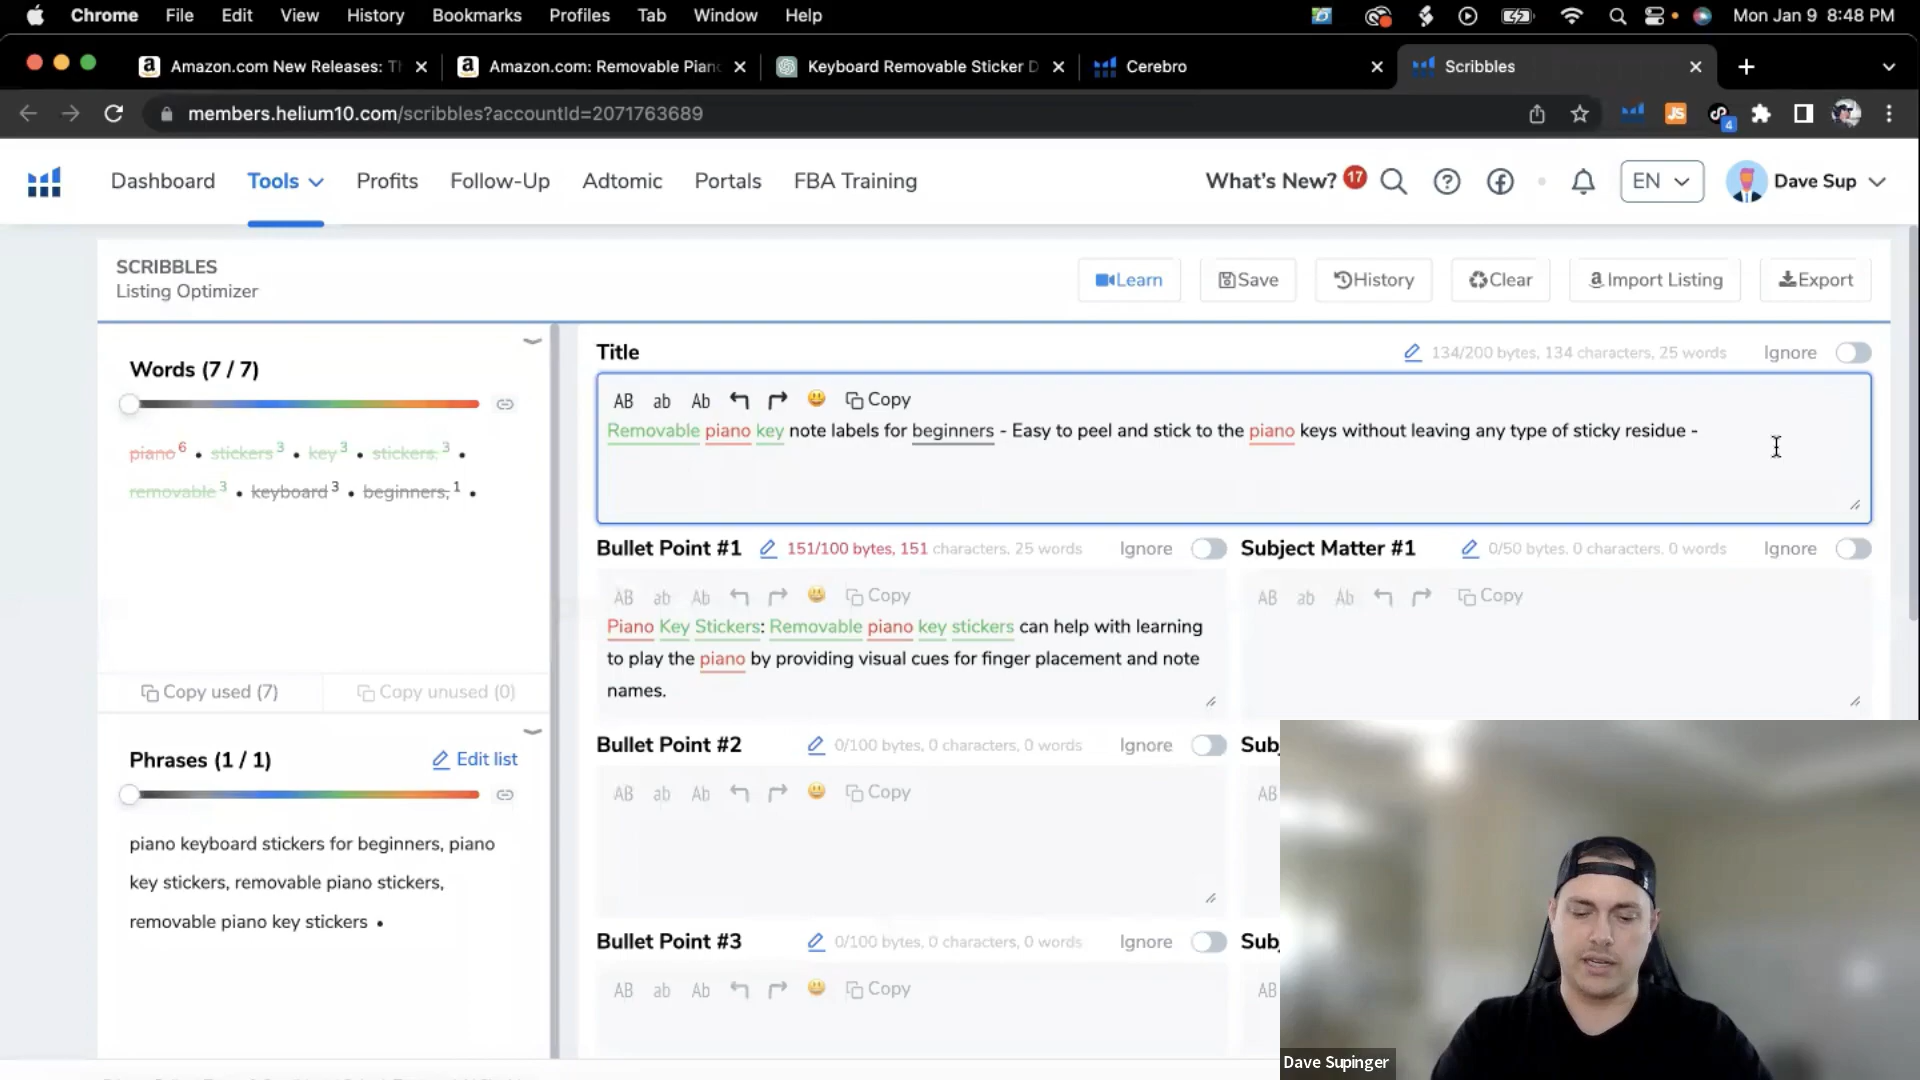 Chrome File Edit View History Bookmarks Profiles Tab Window Help Mon Jan 9 8:48 PM
Amazon.com New Releases: Amazon.com: Removable Piano Keyboard Removable Sticker D Cerebro Scribbles
members.helium10.com/scribbles?accountId=2071763689 JS 4
Dashboard Tools Profits Follow-Up Adtomic Portals FBA Training What's New? 17 EN Dave Sup
SCRIBBLES
Listing Optimizer
Learn Save History Clear Import Listing Export
Words (7 / 7)
piano 6 • stickers 3 • key 3 • stickers, 3 •
removable 3 • keyboard 3 • beginners, 1 •
Copy used (7) Copy unused (0)
Phrases (1 / 1) Edit list
piano keyboard stickers for beginners, piano
key stickers, removable piano stickers,
removable piano key stickers •
Title 134/200 bytes, 134 characters, 25 words Ignore
AB ab Ab Copy
Removable piano key note labels for beginners - Easy to peel and stick to the piano keys without leaving any type of sticky residue -
Bullet Point #1 151/100 bytes, 151 characters, 25 words Ignore
AB ab Ab Copy
Piano Key Stickers: Removable piano key stickers can help with learning
to play the piano by providing visual cues for finger placement and note
names.
Subject Matter #1 0/50 bytes, 0 characters, 0 words Ignore
AB ab Ab Copy
Bullet Point #2 0/100 bytes, 0 characters, 0 words Ignore
AB ab Ab Copy
Subj
AB
Bullet Point #3 0/100 bytes, 0 characters, 0 words Ignore
AB ab Ab Copy
Subj
AB
Dave Supinger